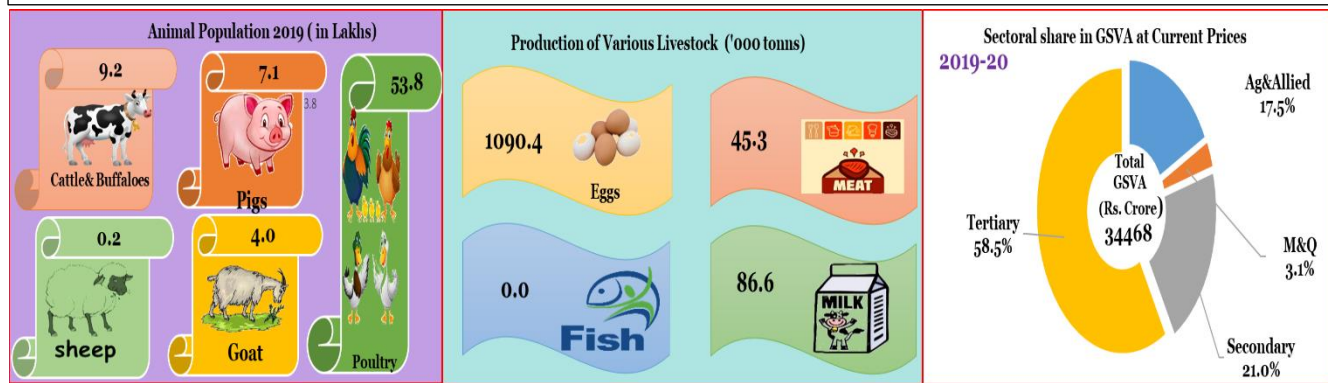 Animal Population 2019 ( in Lakhs)
9.2
Cattle& Buffaloes
7.1
3.8
Pigs
53.8
Poultry
0.2
sheep
4.0
Goat
Production of Various Livestock ('000 tonns)
1090.4
Eggs
45.3
MEAT
0.0
Fish
86.6
MILK
Sectoral share in GSVA at Current Prices
2019-20
Ag&Allied
17.5%
Total
GSVA
(Rs. Crore)
34468
Tertiary
58.5%
M&Q
3.1%
Secondary
21.0%